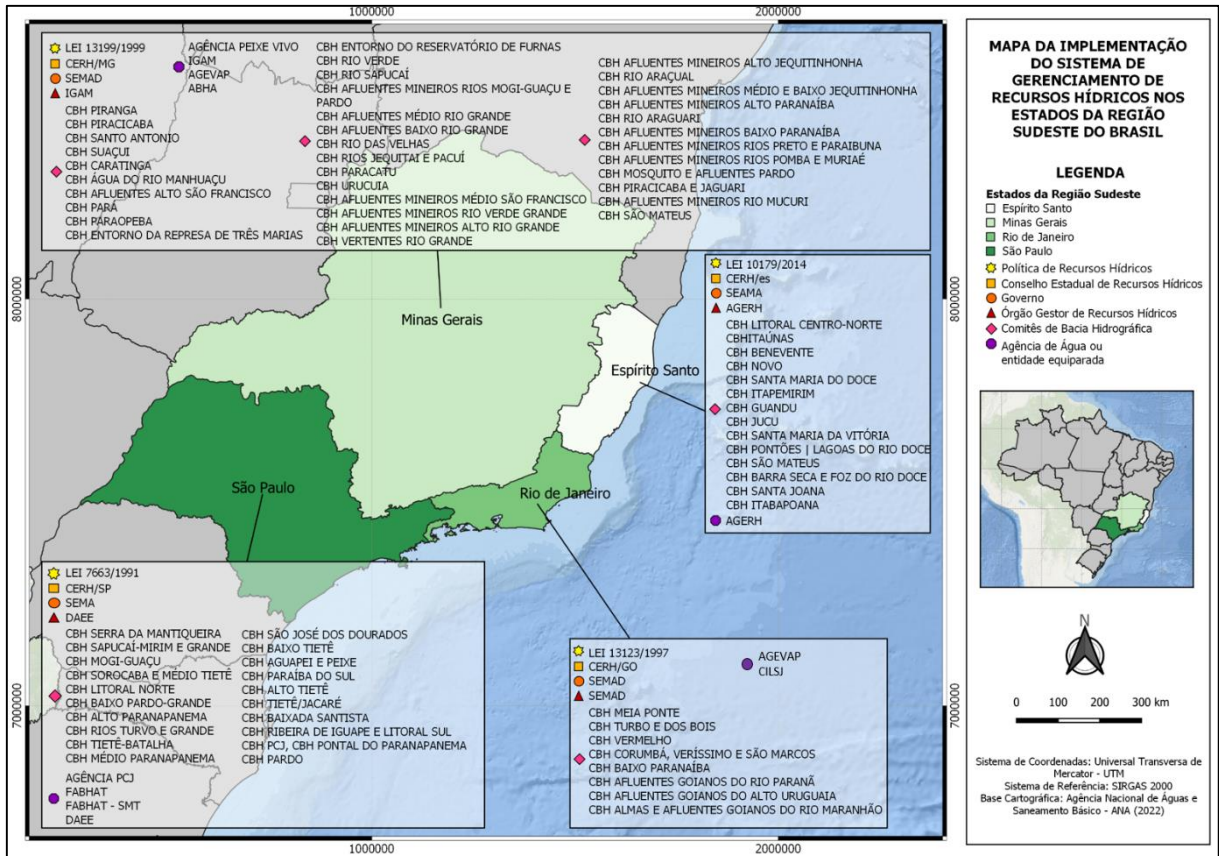 1000000
2000000
LEI 13199/1999
CERH/MG
SEMAD
IGAM
AGÊNCIA PEIXE VIVO
IGAM
AGEVAP
ABHA
CBH PIRANGA
CBH PIRACICABA
CBH SANTO ANTONIO
CBH SUAÇUI
CBH CARATINGA
CBH ÁGUA DO RIO MANHUAÇU
CBH AFLUENTES ALTO SÃO FRANCISCO
CBH PARÁ
CBH PARAOPEBA
CBH ENTORNO DA REPRESA DE TRÊS MARIAS
CBH ENTORNO DO RESERVATÓRIO DE FURNAS
CBH RIO VERDE
CBH RIO SAPUCAÍ
CBH AFLUENTES MINEIROS RIOS MOGI-GUAÇU E
PARDO
CBH AFLUENTES MÉDIO RIO GRANDE
CBH AFLUENTES BAIXO RIO GRANDE
CBH RIO DAS VELHAS
CBH RIOS JEQUITAI E PACUÍ
CBH PARACATU
CBH URUCUIA
CBH AFLUENTES MINEIROS MÉDIO SÃO FRANCISCO
CBH AFLUENTES MINEIROS RIO VERDE GRANDE
CBH AFLUENTES MINEIROS ALTO RIO GRANDE
CBH VERTENTES RIO GRANDE
CBH AFLUENTES MINEIROS ALTO JEQUITINHONHA
CBH RIO ARAÇUAL
CBH AFLUENTES MINEIROS MÉDIO E BAIXO JEQUITINHONHA
CBH AFLUENTES MINEIROS ALTO PARANAÍBA
CBH RIO ARAGUARI
CBH AFLUENTES MINEIROS BAIXO PARANAÍBA
CBH AFLUENTES MINEIROS RIOS PRETO E PARAIBUNA
CBH AFLUENTES MINEIROS RIOS POMBA E MURIAÉ
CBH MOSQUITO E AFLUENTES PARDO
CBH PIRACICABA E JAGUARI
CBH AFLUENTES MINEIROS RIO MUCURI
CBH SÃO MATEUS
8000000
8000000
Minas Gerais
Espírito Santo
São Paulo
Rio de Janeiro
LEI 10179/2014
CERH/es
SEAMA
AGERH
CBH LITORAL CENTRO-NORTE
CBHITAÚNAS
CBH BENEVENTE
CBH NOVO
CBH SANTA MARIA DO DOCE
CBH ITAPEMIRIM
CBH GUANDU
CBH JUCU
CBH SANTA MARIA DA VITÓRIA
CBH PONTÕES | LAGOAS DO RIO DOCE
CBH SÃO MATEUS
CBH BARRA SECA E FOZ DO RIO DOCE
CBH SANTA JOANA
CBH ITABAPOANA
AGERH
LEI 7663/1991
CERH/SP
SEMA
DAEE
CBH SERRA DA MANTIQUEIRA
CBH SAPUCAÍ-MIRIM E GRANDE
CBH MOGI-GUAÇU
CBH SOROCABA E MÉDIO TIETÊ
CBH LITORAL NORTE
CBH BAIXO PARDO-GRANDE
CBH ALTO PARANAPANEMA
CBH RIOS TURVO E GRANDE
CBH TIETÊ-BATALHA
CBH MÉDIO PARANAPANEMA
CBH SÃO JOSÉ DOS DOURADOS
CBH BAIXO TIETÊ
CBH AGUAPEI E PEIXE
CBH PARAÍBA DO SUL
CBH ALTO TIETÊ
CBH TIETÊ/JACARÉ
CBH BAIXADA SANTISTA
CBH RIBEIRA DE IGUAPE E LITORAL SUL
CBH PCJ, CBH PONTAL DO PARANAPANEMA
CBH PARDO
AGÊNCIA PCJ
FABHAT
FABHAT - SMT
DAEE
LEI 13123/1997
CERH/GO
SEMAD
SEMAD
AGEVAP
CILSJ
CBH MEIA PONTE
CBH TURBO E DOS BOIS
CBH VERMELHO
CBH CORUMBÁ, VERÍSSIMO E SÃO MARCOS
CBH BAIXO PARANAÍBA
CBH AFLUENTES GOIANOS DO RIO PARANÃ
CBH AFLUENTES GOIANOS DO ALTO URUGUAIA
CBH ALMAS E AFLUENTES GOIANOS DO RIO MARANHÃO
7000000
7000000
1000000
2000000
MAPA DA IMPLEMENTAÇÃO
DO SISTEMA DE
GERENCIAMENTO DE
RECURSOS HÍDRICOS NOS
ESTADOS DA REGIÃO
SUDESTE DO BRASIL
LEGENDA
Estados da Região Sudeste
Espírito Santo
Minas Gerais
Rio de Janeiro
São Paulo
Política de Recursos Hídricos
Conselho Estadual de Recursos Hídricos
Governo
Órgão Gestor de Recursos Hídricos
Comitês de Bacia Hidrográfica
Agência de Água ou
entidade equiparada
N
0 100 200 300 km
Sistema de Coordenadas: Universal Transversa de
Mercator - UTM
Sistema de Referência: SIRGAS 2000
Base Cartográfica: Agência Nacional de Águas e
Saneamento Básico - ANA (2022)